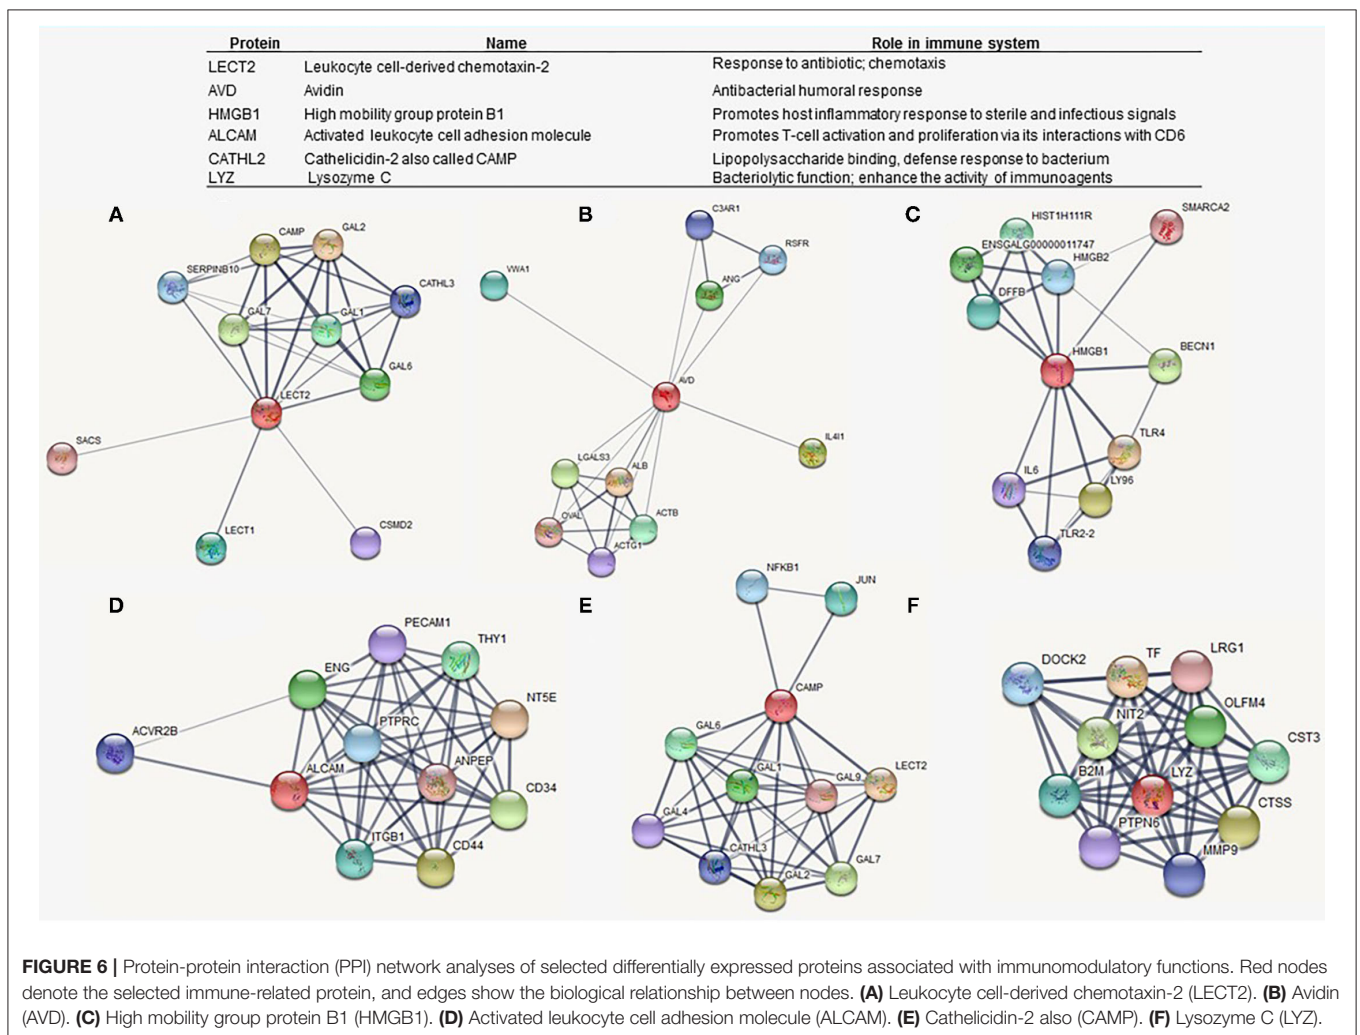 Protein Name Role in immune system
LECT2 Leukocyte cell-derived chemotaxin-2 Response to antibiotic; chemotaxis
AVD Avidin Antibacterial humoral response
HMGB1 High mobility group protein B1 Promotes host inflammatory response to sterile and infectious signals
ALCAM Activated leukocyte cell adhesion molecule Promotes T-cell activation and proliferation via its interactions with CD6
CATHL2 Cathelicidin-2 also called CAMP Lipopolysaccharide binding, defense response to bacterium
LYZ Lysozyme C Bacteriolytic function; enhance the activity of immunoagents
A
CAMP
GAL2
SERPINB10
CATHL3
GAL7
GAL1
GAL6
LECT2
SACS
LECT1
CSMD2
B
C3AR1
RSFR
VWA1
ANG
AVD
IL4I1
LGALS3
ALB
OVAL
ACTB
ACTG1
C
SMARCA2
HIST1H111R
ENSGALG00000011747
HMGB2
DFFB
HMGB1
BECN1
TLR4
IL6
LY96
TLR2-2
D
PECAM1
THY1
ENG
NT5E
PTPRC
ACVR2B
ALCAM
ANPEP
CD34
ITGB1
CD44
E
NFKB1
JUN
CAMP
GAL6
GAL1
GAL9
LECT2
GAL4
CATHL3
GAL7
GAL2
F
DOCK2
TF
LRG1
NIT2
OLFM4
CST3
B2M
LYZ
CTSS
PTPN6
MMP9
FIGURE 6 | Protein-protein interaction (PPI) network analyses of selected differentially expressed proteins associated with immunomodulatory functions. Red nodes
denote the selected immune-related protein, and edges show the biological relationship between nodes. (A) Leukocyte cell-derived chemotaxin-2 (LECT2). (B) Avidin
(AVD). (C) High mobility group protein B1 (HMGB1). (D) Activated leukocyte cell adhesion molecule (ALCAM). (E) Cathelicidin-2 also (CAMP). (F) Lysozyme C (LYZ).